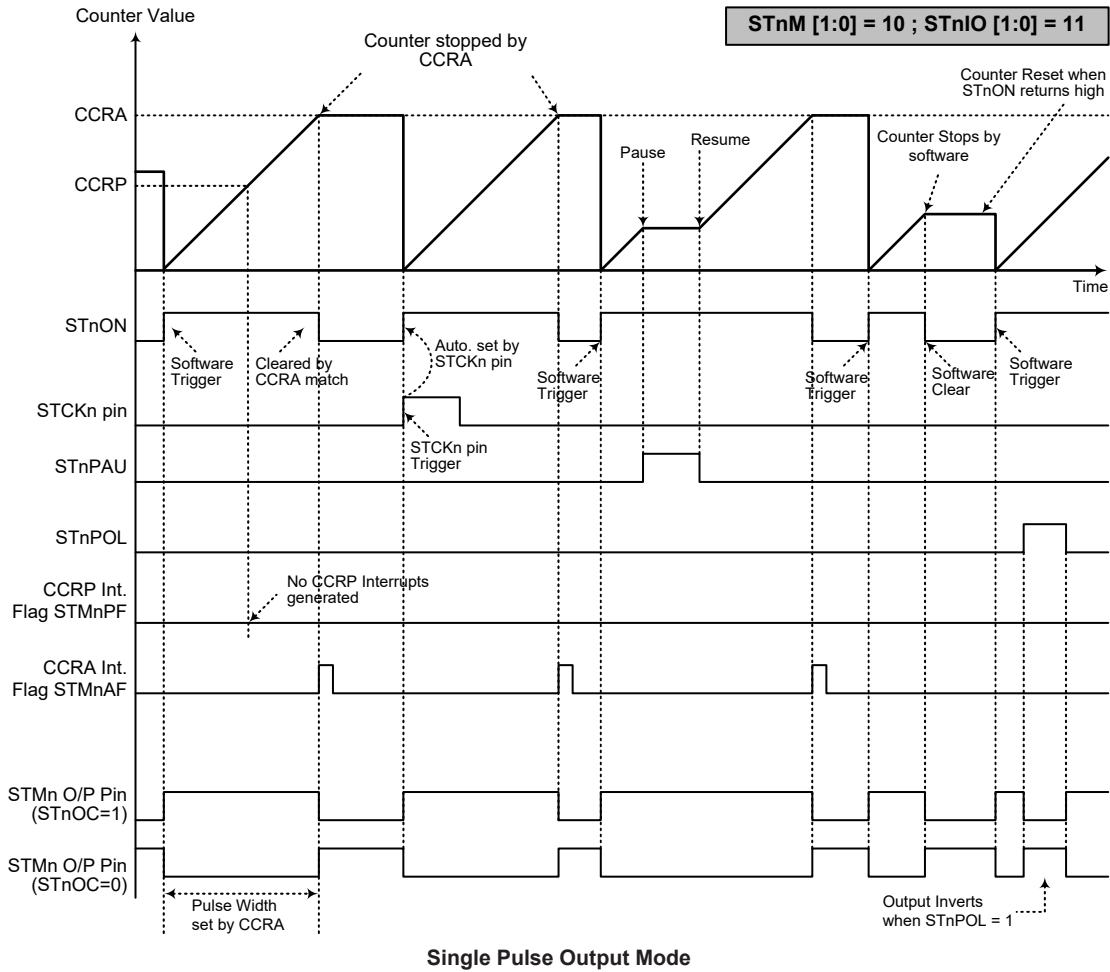 Counter Value
STnM [1:0] = 10 ; STnIO [1:0] = 11
Counter stopped by
CCRA
Counter Reset when
STnON returns high
CCRA
Counter Stops by
software
Pause
Resume
CCRP
Time
STnON
Software
Trigger
Cleared by
CCRA match
Auto. set by
STCKn pin
Software
Trigger
Software
Trigger
Software
Clear
Software
Trigger
STCKn pin
STCKn pin
Trigger
STnPAU
STnPOL
CCRP Int.
Flag STMnPF
No CCRP Interrupts
generated
CCRA Int.
Flag STMnAF
STMn O/P Pin
(STnOC=1)
STMn O/P Pin
(STnOC=0)
Pulse Width
set by CCRA
Output Inverts
when STnPOL = 1
Single Pulse Output Mode